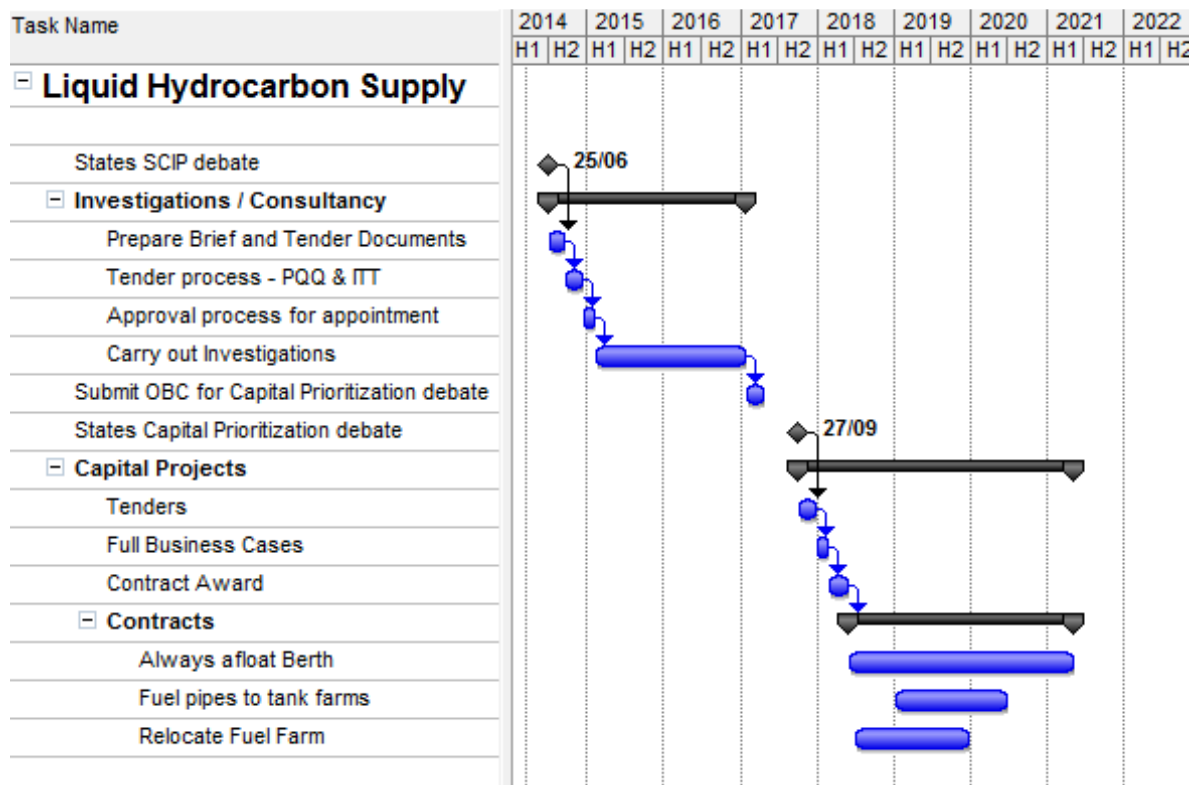 Task Name 2014 2015 2016 2017 2018 2019 2020 2021 2022
H1 H2 H1 H2 H1 H2 H1 H2 H1 H2 H1 H2 H1 H2 H1 H2 H1 H2
Liquid Hydrocarbon Supply
States SCIP debate 25/06
Investigations / Consultancy
Prepare Brief and Tender Documents
Tender process - PQQ & ITT
Approval process for appointment
Carry out Investigations
Submit OBC for Capital Prioritization debate
States Capital Prioritization debate 27/09
Capital Projects
Tenders
Full Business Cases
Contract Award
Contracts
Always afloat Berth
Fuel pipes to tank farms
Relocate Fuel Farm